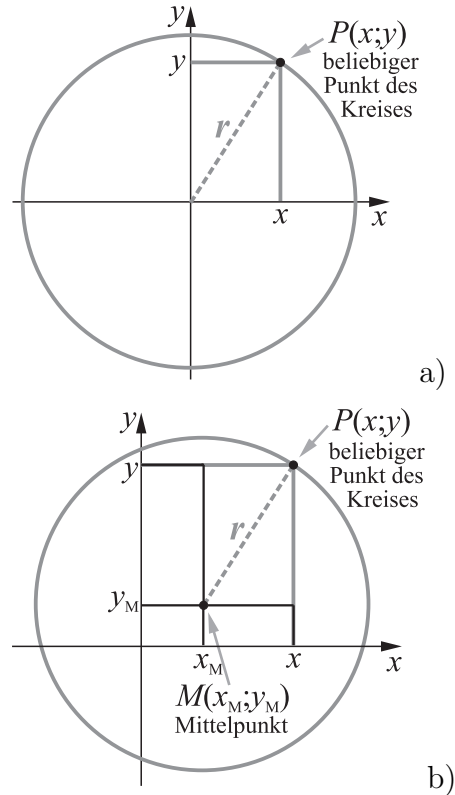 y
P(x;y)
beliebiger
Punkt des
Kreises
y
r
x
x
a)
y
P(x;y)
beliebiger
Punkt des
Kreises
y
r
y_M
x_M
x
x
M(x_M;y_M)
Mittelpunkt
b)